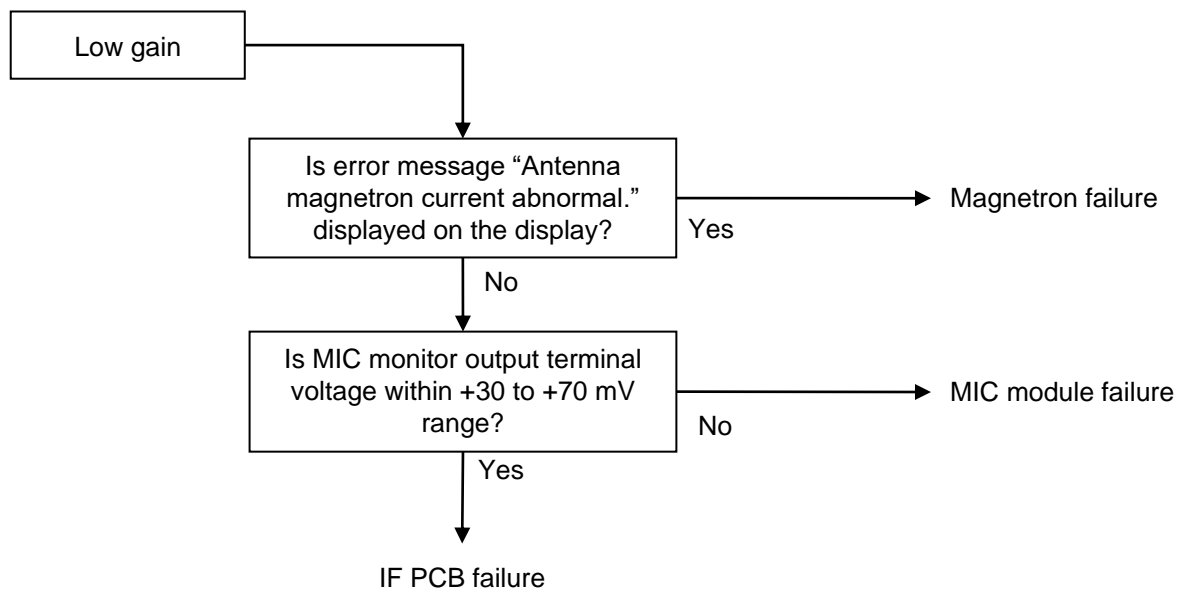 Low gain
Is error message “Antenna
magnetron current abnormal.”
displayed on the display?
Magnetron failure
Yes
No
Is MIC monitor output terminal
voltage within +30 to +70 mV
range?
MIC module failure
No
Yes
IF PCB failure